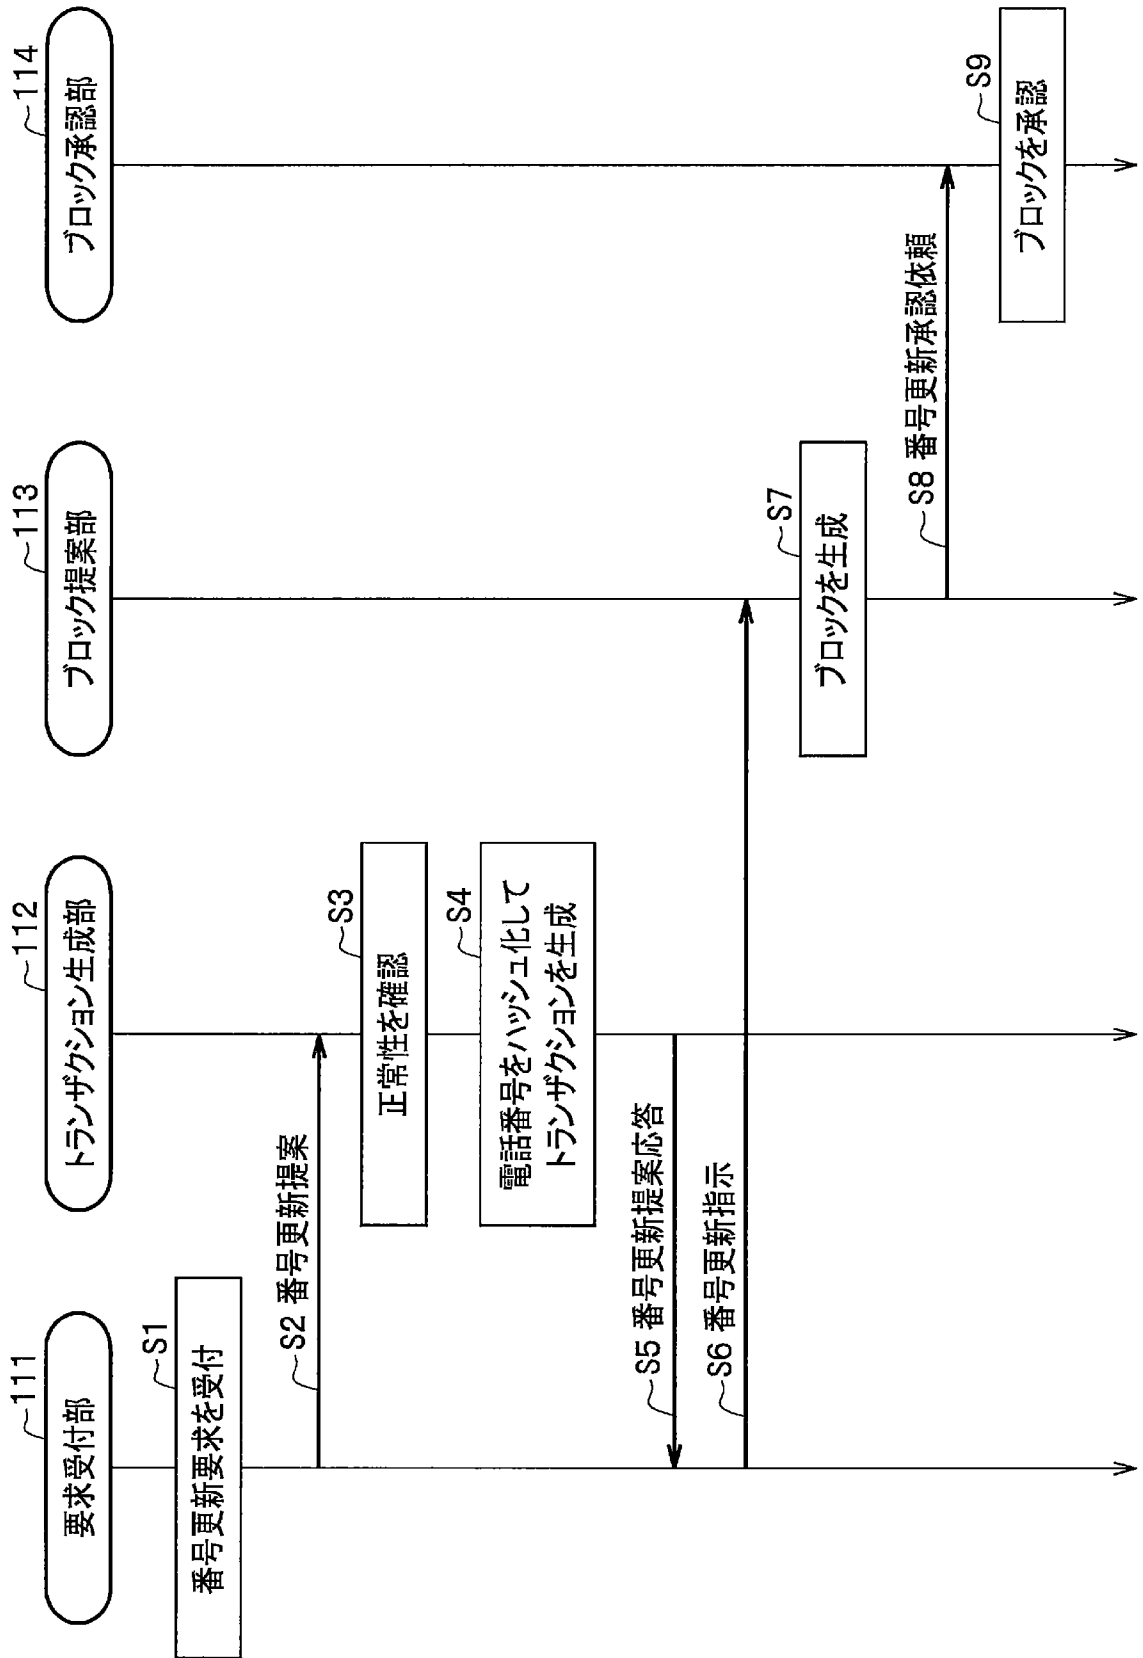 111
要求受付部
112
トランザクション生成部
113
ブロック提案部
114
ブロック承認部
S1
番号更新要求を受付
S2 番号更新提案
S3
正常性を確認
S4
電話番号をハッシュ化して
トランザクションを生成
S5 番号更新提案応答
S6 番号更新指示
S7
ブロックを生成
S8 番号更新承認依頼
S9
ブロックを承認